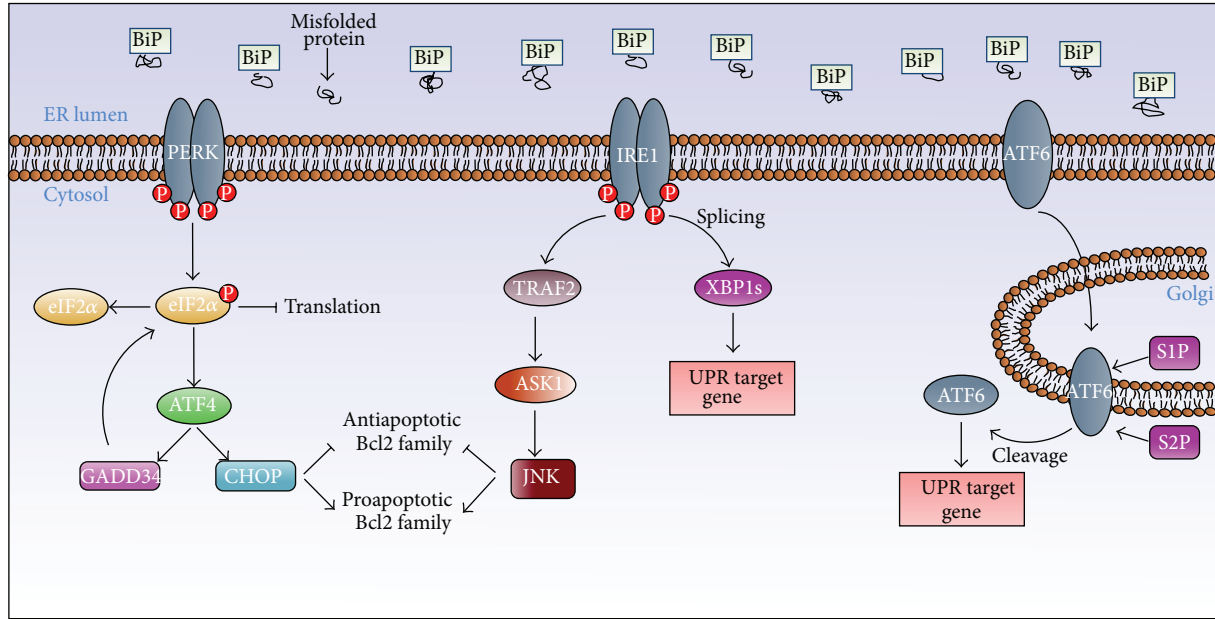 Misfolded
protein
BiP
BiP
BiP
BiP
BiP
BiP
BiP
BiP
BiP
BiP
BiP
ER lumen
PERK
IRE1
ATF6
Cytosol
P
P
P
P
P
P
P
P
Splicing
eIF2α
eIF2α
P
Translation
TRAF2
XBP1s
Golgi
ATF4
ASK1
UPR target
gene
ATF6
ATF6
S1P
S2P
Cleavage
Antiapoptotic
Bcl2 family
GADD34
CHOP
JNK
Proapoptotic
Bcl2 family
UPR target
gene